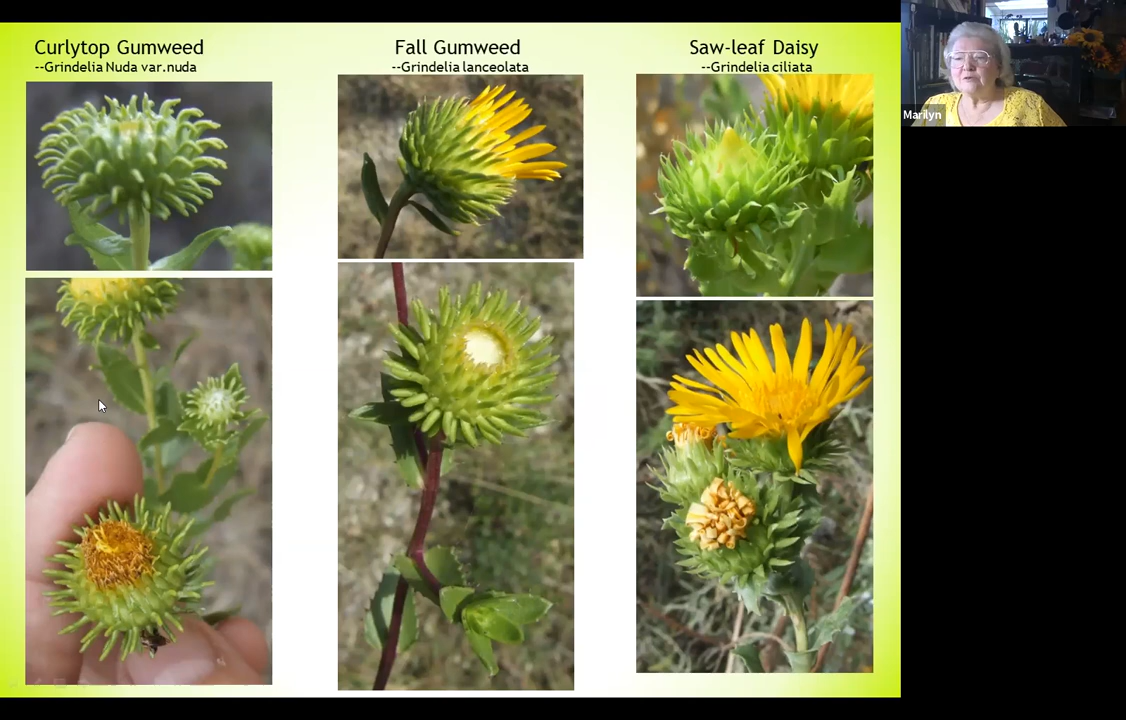 Curlytop Gumweed
--Grindelia Nuda var.nuda
Fall Gumweed
--Grindelia lanceolata
Saw-leaf Daisy
--Grindelia ciliata
Marilyn